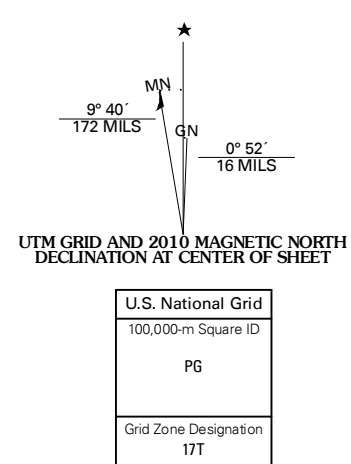 MN
9° 40´
172 MILS
GN
0° 52´
16 MILS
UTM GRID AND 2010 MAGNETIC NORTH
DECLINATION AT CENTER OF SHEET
U.S. National Grid
100,000-m Square ID
PG
Grid Zone Designation
17T